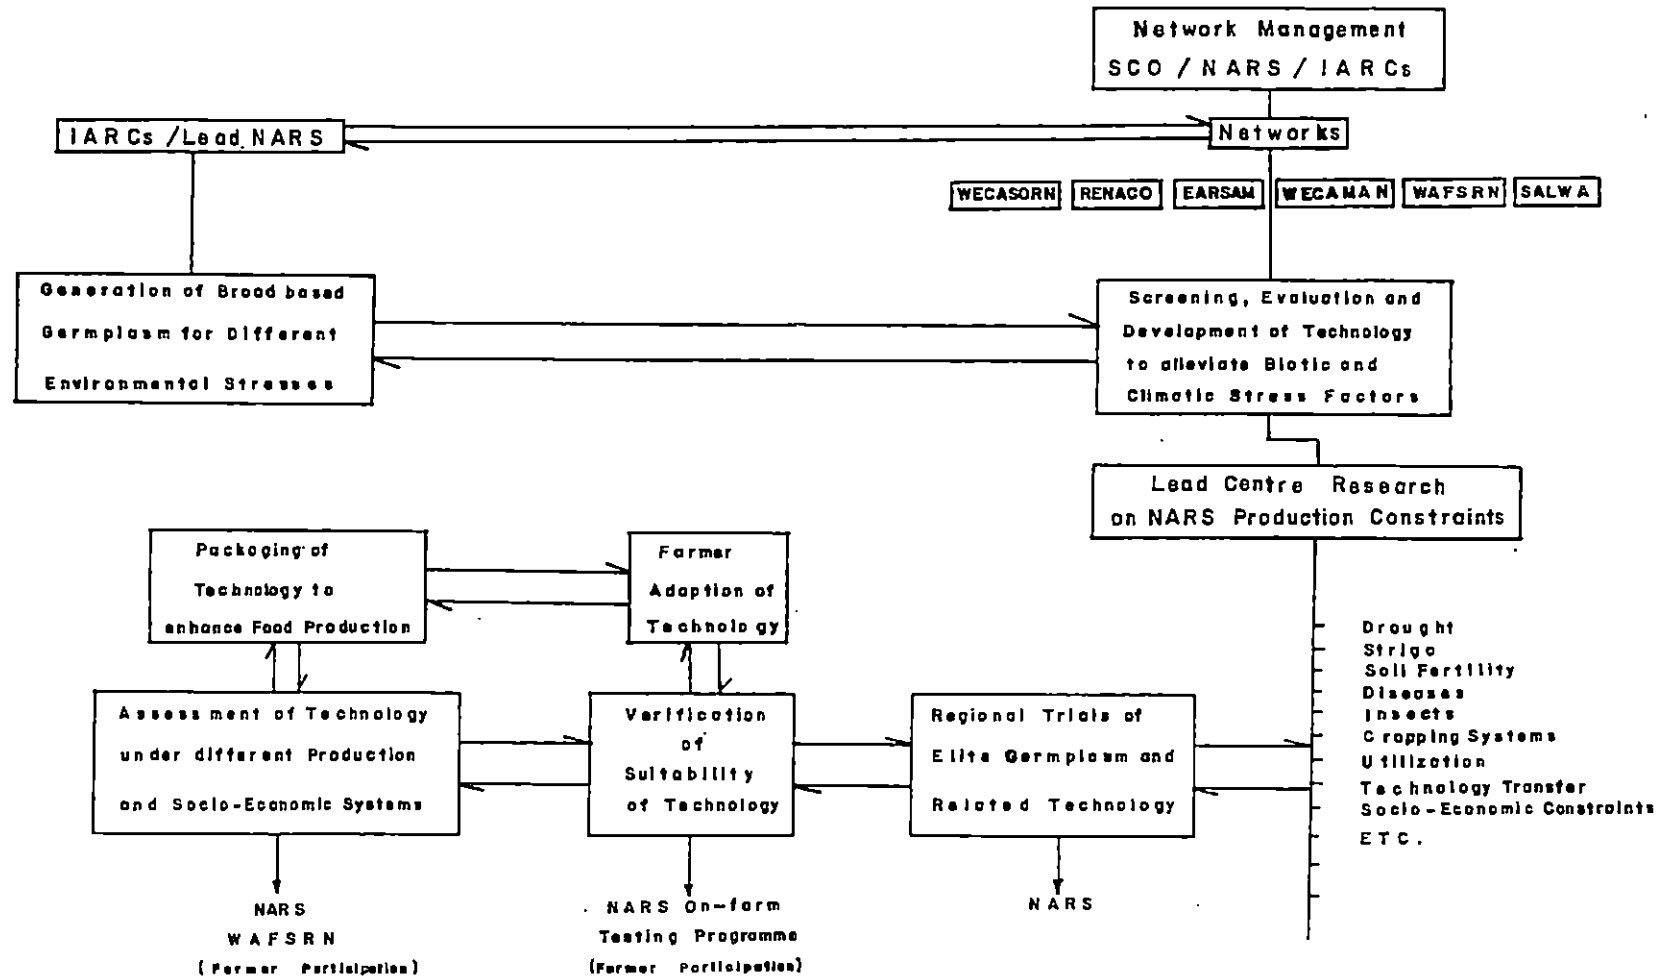 Network Management
SCO / NARS / IARCs
IARCs / Lead NARS
Networks
WECASORN RENACO EARSAM WECAMAN WAFSRN SALWA
Generation of Broad based
Germplasm for Different
Environmental Stresses
Screening, Evaluation and
Development of Technology
to alleviate Biotic and
Climatic Stress Factors
Lead Centre Research
on NARS Production Constraints
Packaging of
Technology to
enhance Food Production
Farmer
Adoption of
Technology
Drought
Striga
Soil Fertility
Diseases
Insects
Cropping Systems
Utilization
Technology Transfer
Socio-Economic Constraints
ETC.
Assessment of Technology
under different Production
and Socio-Economic Systems
Verification
of
Suitability
of Technology
Regional Trials of
Elite Germplasm and
Related Technology
NARS
WAFSRN
(Farmer Participation)
NARS On-farm
Testing Programme
(Farmer Participation)
NARS